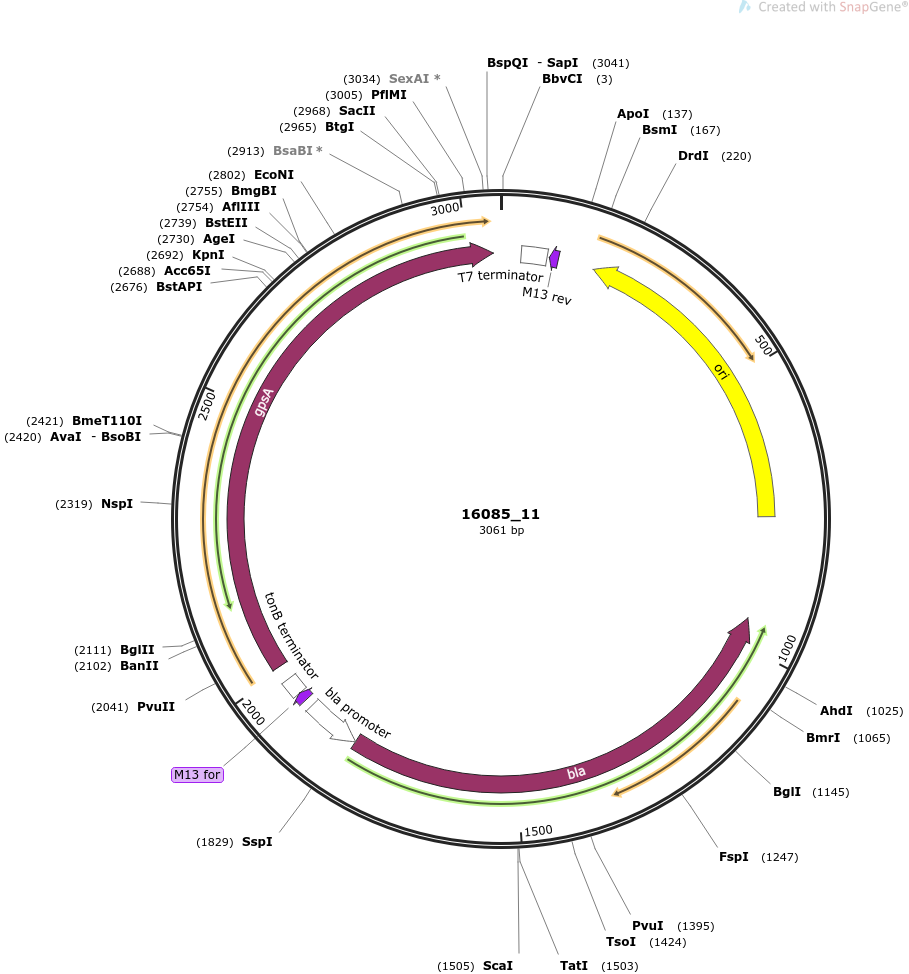 Created with SnapGene®
BspQI - SapI (3041)
(3034) SexAI *
BbvCI (3)
(3005) PflMI
(2968) SacII
ApoI (137)
(2965) BtgI
BsmI (167)
(2913) BsaBI *
DrdI (220)
(2802) EcoNI
(2755) BmgBI
(2754) AflIII
(2739) BstEII
(2730) AgeI
(2692) KpnI
(2688) Acc65I
(2676) BstAPI
3000
T7 terminator
M13 rev
500
ori
gpsA
2500
(2421) BmeT110I
(2420) AvaI - BsoBI
(2319) NspI
16085_11
3061 bp
tonB terminator
(2111) BglII
(2102) BanII
1000
(2041) PvuII
2000
bla promoter
AhdI (1025)
BmrI (1065)
M13 for
bla
BglI (1145)
1500
(1829) SspI
FspI (1247)
PvuI (1395)
TsoI (1424)
(1505) ScaI
TatI (1503)